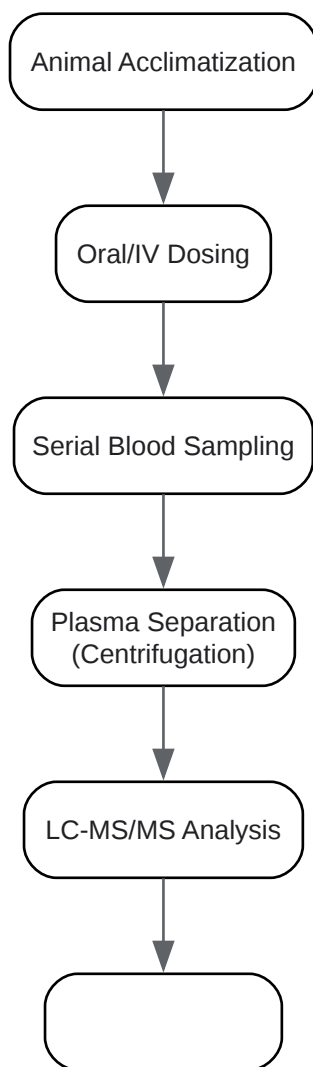 Animal Acclimatization
Oral/IV Dosing
Serial Blood Sampling
Plasma Separation
(Centrifugation)
LC-MS/MS Analysis